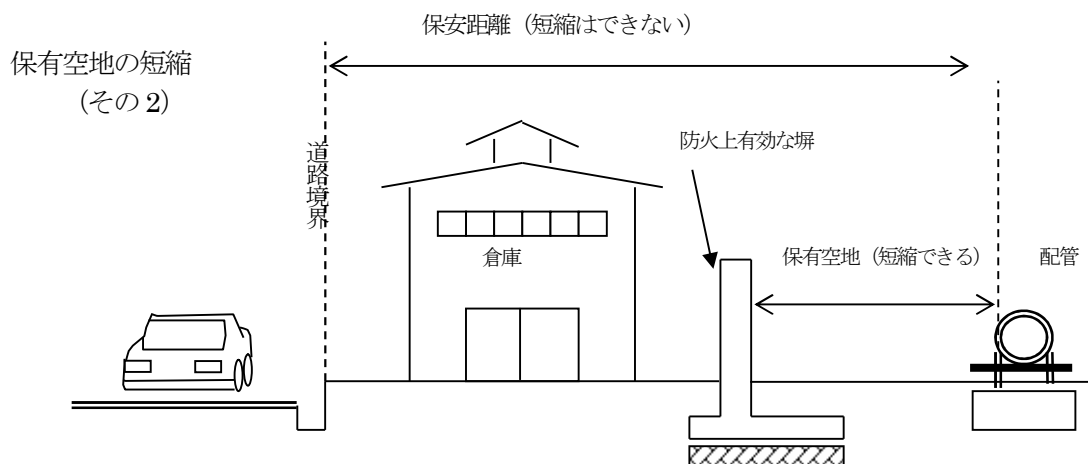 保安距離（短縮はできない）
保有空地の短縮
（その2）
道路境界
防火上有効な塀
倉庫
保有空地（短縮できる）
配管